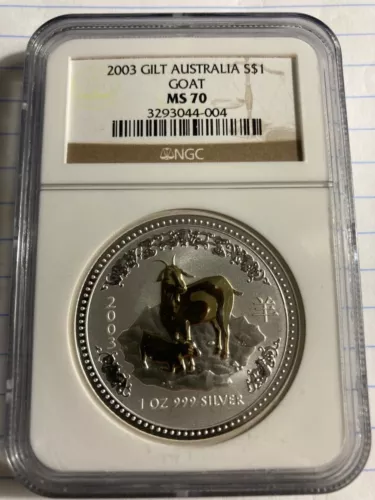 2003 GILT AUSTRALIA S$1
GOAT
MS 70
3293044-004
NGC
2003
羊
1 OZ 999 SILVER